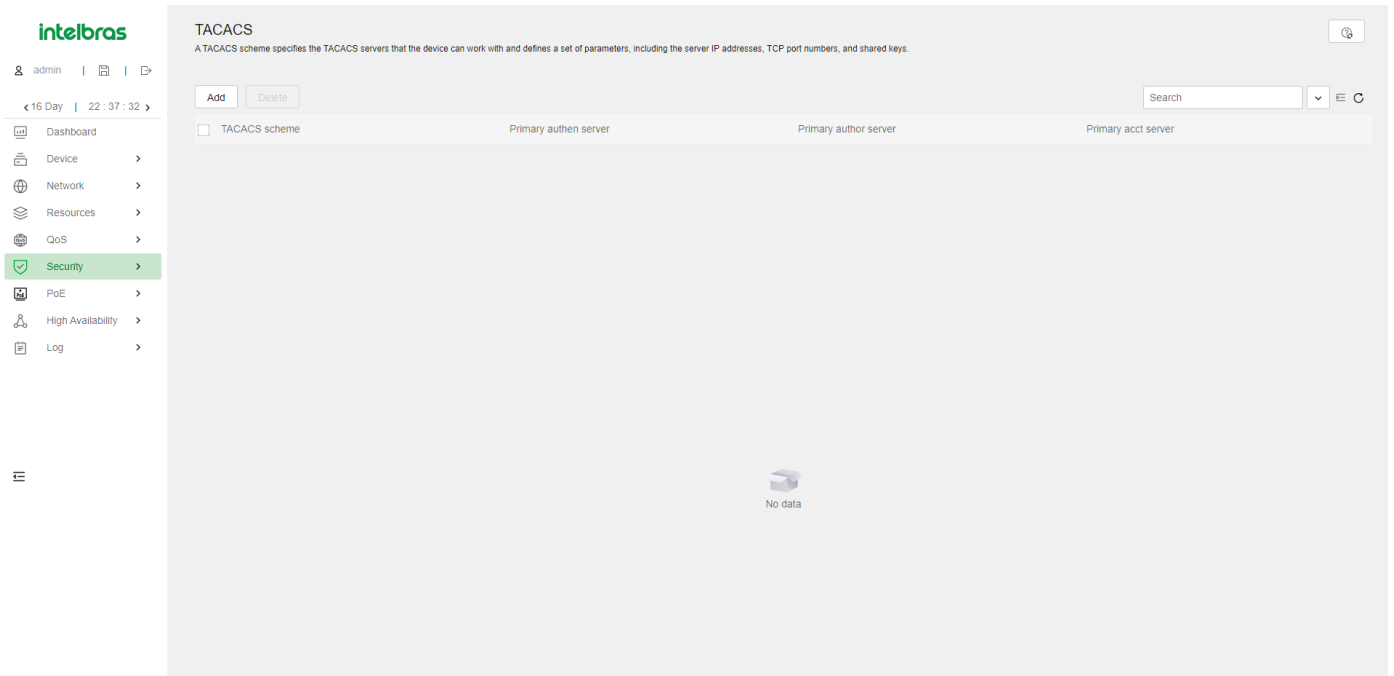 intelbras
admin | |
16 Day | 22 : 37 : 32
Dashboard
Device
Network
Resources
QoS
Security
PoE
High Availability
Log
TACACS
A TACACS scheme specifies the TACACS servers that the device can work with and defines a set of parameters, including the server IP addresses, TCP port numbers, and shared keys.
Add Delete Search
TACACS scheme Primary authen server Primary author server Primary acct server
No data